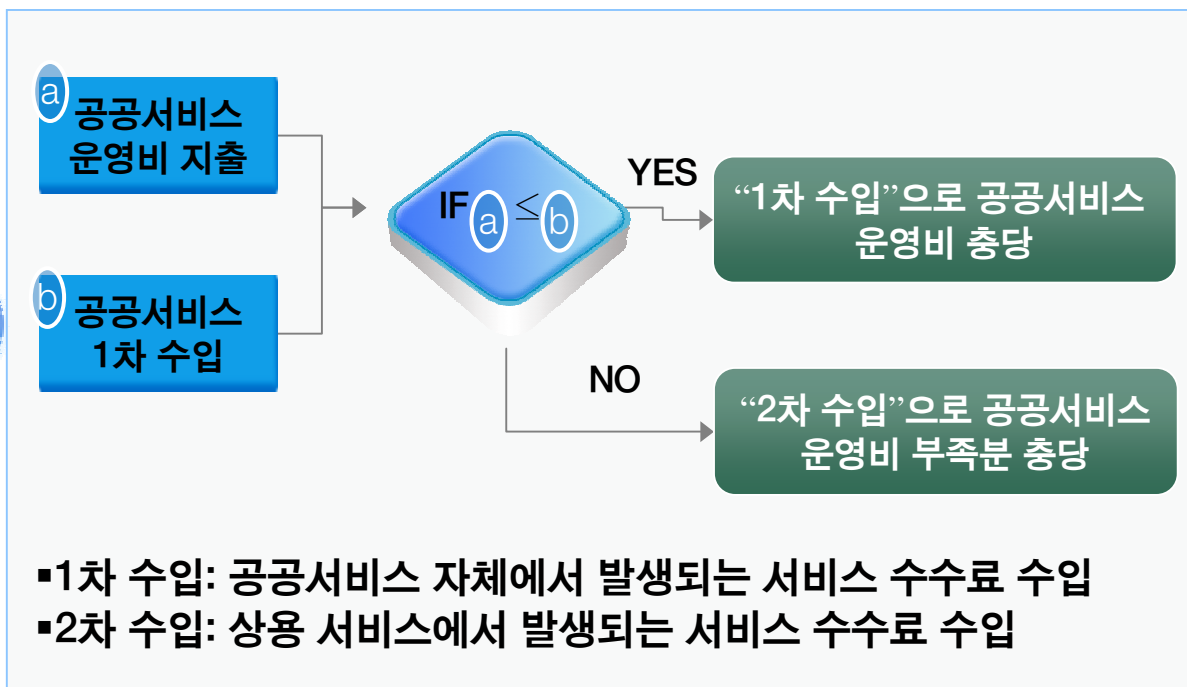 a
공공서비스
운영비 지출
b
공공서비스
1차 수입
IF a ≤ b
YES
“1차 수입”으로 공공서비스
운영비 충당
NO
“2차 수입”으로 공공서비스
운영비 부족분 충당
▪1차 수입: 공공서비스 자체에서 발생되는 서비스 수수료 수입
▪2차 수입: 상용 서비스에서 발생되는 서비스 수수료 수입